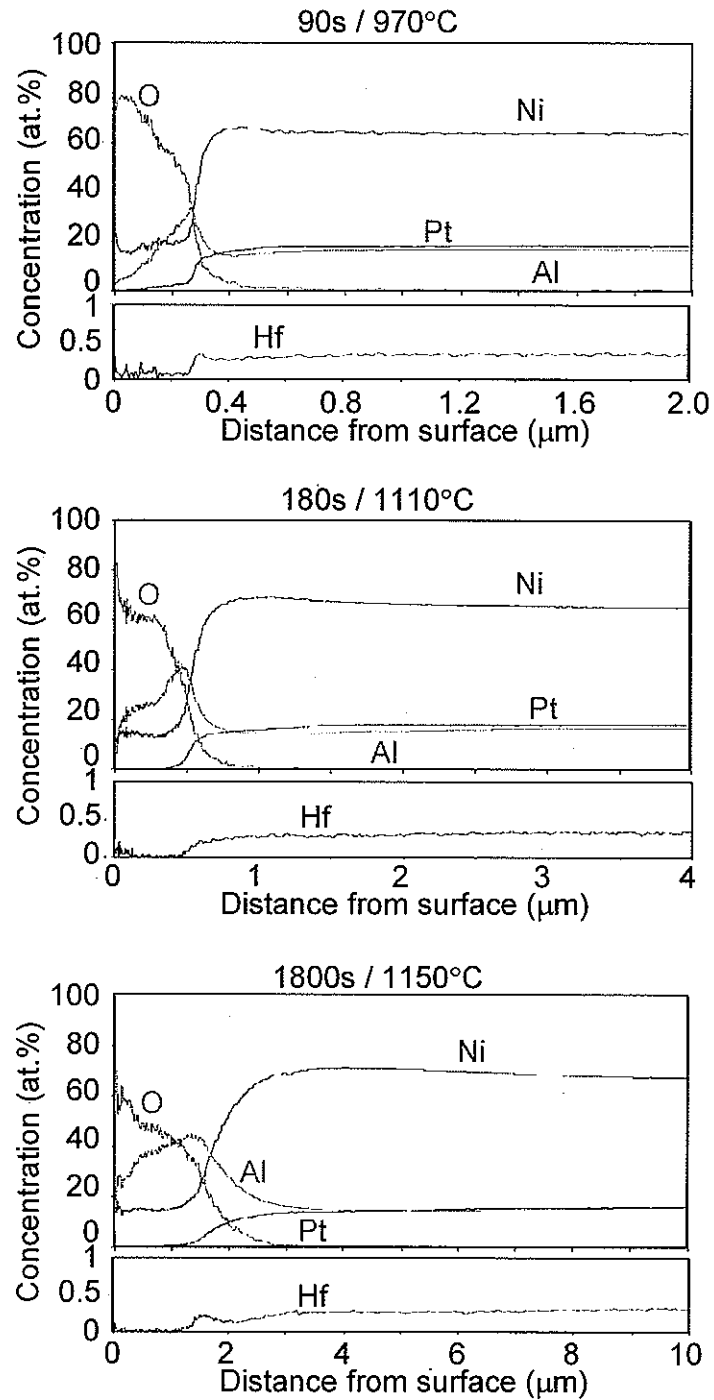 90s / 970°C
Concentration (at.%)
100
80
60
40
20
0
O
Ni
Pt
Al
1
0.5
0
Hf
0 0.4 0.8 1.2 1.6 2.0
Distance from surface (μm)
180s / 1110°C
Concentration (at.%)
100
80
60
40
20
0
O
Ni
Pt
Al
1
0.5
0
Hf
0 1 2 3 4
Distance from surface (μm)
1800s / 1150°C
Concentration (at.%)
100
80
60
40
20
0
O
Ni
Al
Pt
1
0.5
0
Hf
0 2 4 6 8 10
Distance from surface (μm)